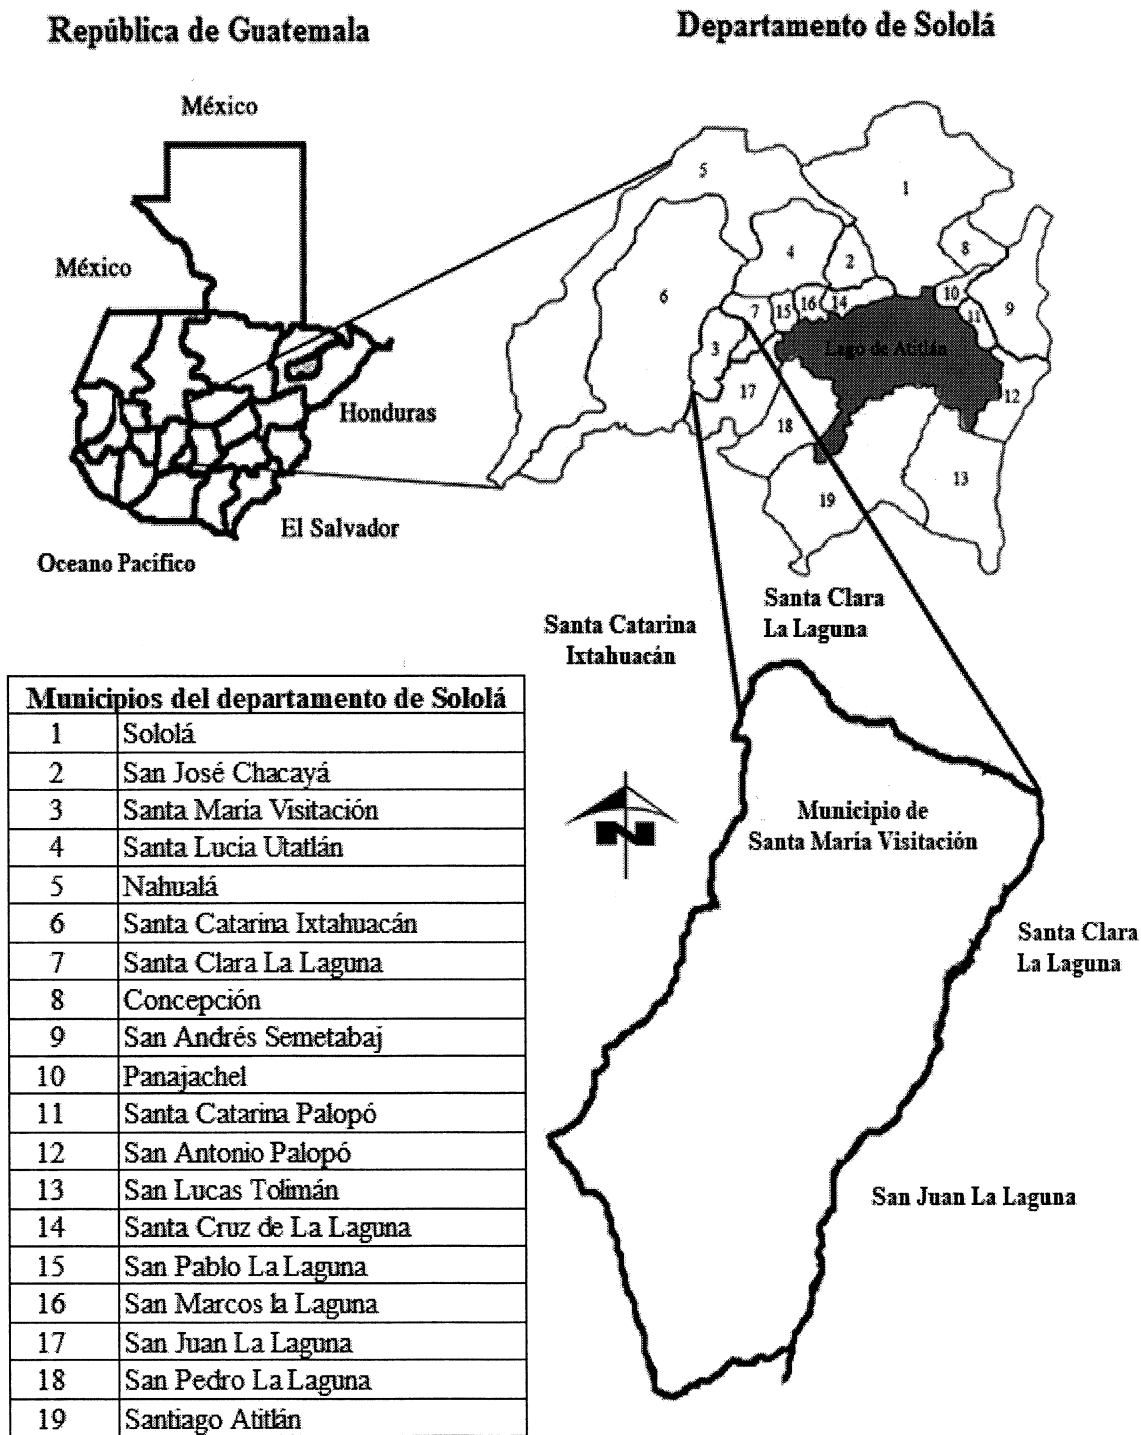 República de Guatemala
Departamento de Sololá
México
México
Honduras
El Salvador
Oceano Pacífico
5
1
4
2
8
6
10
9
7
15
16
14
11
3
Lago de Atitlán
17
12
18
13
19
Santa Catarina
Ixtahuacán
Santa Clara
La Laguna
Municipios del departamento de Sololá
1 Sololá
2 San José Chacayá
3 Santa María Visitación
4 Santa Lucia Utatlán
5 Nahualá
6 Santa Catarina Ixtahuacán
7 Santa Clara La Laguna
8 Concepción
9 San Andrés Semetabaj
10 Panajachel
11 Santa Catarina Palopó
12 San Antonio Palopó
13 San Lucas Tolimán
14 Santa Cruz de La Laguna
15 San Pablo La Laguna
16 San Marcos la Laguna
17 San Juan La Laguna
18 San Pedro La Laguna
19 Santiago Atitlán
N
Municipio de
Santa María Visitación
Santa Clara
La Laguna
San Juan La Laguna